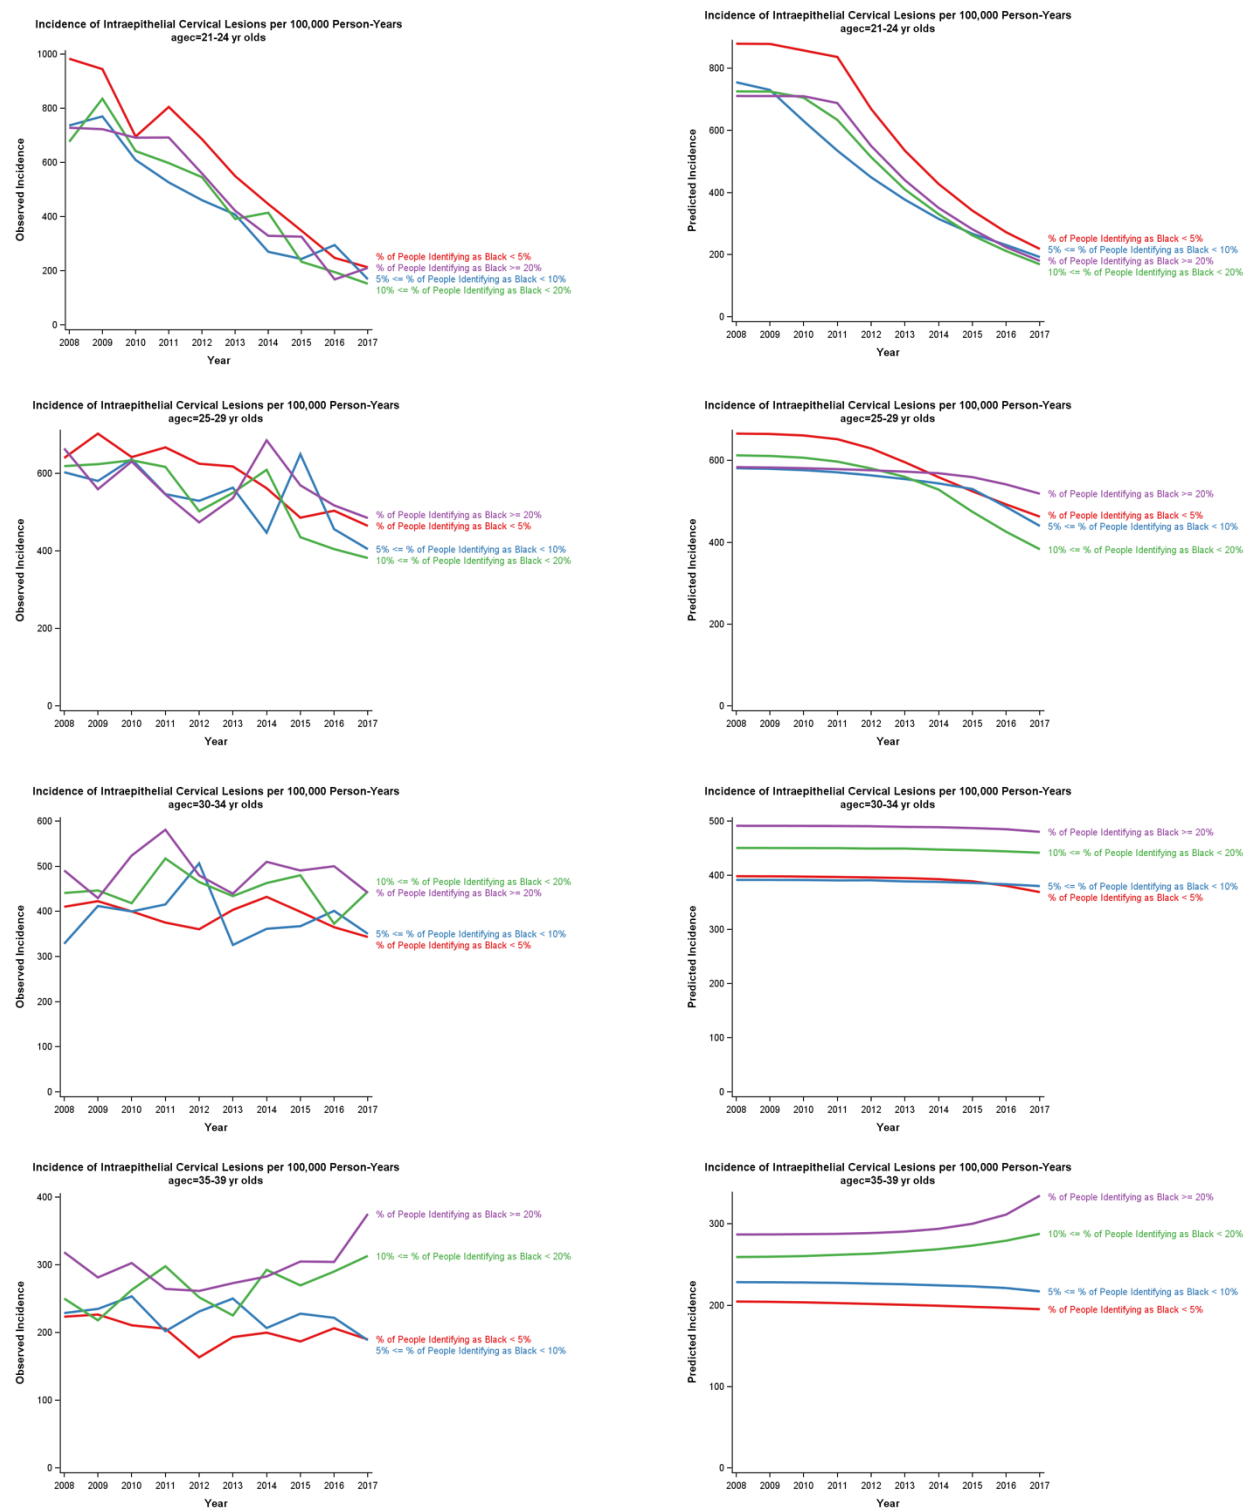 Incidence of Intraepithelial Cervical Lesions per 100,000 Person-Years
agec=21-24 yr olds
Observed Incidence
1000
800
600
400
200
0
% of People Identifying as Black < 5%
% of People Identifying as Black >= 20%
5% <= % of People Identifying as Black < 10%
10% <= % of People Identifying as Black < 20%
2008 2009 2010 2011 2012 2013 2014 2015 2016 2017
Year
Incidence of Intraepithelial Cervical Lesions per 100,000 Person-Years
agec=21-24 yr olds
Predicted Incidence
800
600
400
200
0
% of People Identifying as Black < 5%
5% <= % of People Identifying as Black < 10%
% of People Identifying as Black >= 20%
10% <= % of People Identifying as Black < 20%
2008 2009 2010 2011 2012 2013 2014 2015 2016 2017
Year
Incidence of Intraepithelial Cervical Lesions per 100,000 Person-Years
agec=25-29 yr olds
Observed Incidence
600
400
200
0
% of People Identifying as Black >= 20%
% of People Identifying as Black < 5%
5% <= % of People Identifying as Black < 10%
10% <= % of People Identifying as Black < 20%
2008 2009 2010 2011 2012 2013 2014 2015 2016 2017
Year
Incidence of Intraepithelial Cervical Lesions per 100,000 Person-Years
agec=25-29 yr olds
Predicted Incidence
600
400
200
0
% of People Identifying as Black >= 20%
% of People Identifying as Black < 5%
5% <= % of People Identifying as Black < 10%
10% <= % of People Identifying as Black < 20%
2008 2009 2010 2011 2012 2013 2014 2015 2016 2017
Year
Incidence of Intraepithelial Cervical Lesions per 100,000 Person-Years
agec=30-34 yr olds
Observed Incidence
600
500
400
300
200
100
0
10% <= % of People Identifying as Black < 20%
% of People Identifying as Black >= 20%
5% <= % of People Identifying as Black < 10%
% of People Identifying as Black < 5%
2008 2009 2010 2011 2012 2013 2014 2015 2016 2017
Year
Incidence of Intraepithelial Cervical Lesions per 100,000 Person-Years
agec=30-34 yr olds
Predicted Incidence
500
400
300
200
100
0
% of People Identifying as Black >= 20%
10% <= % of People Identifying as Black < 20%
5% <= % of People Identifying as Black < 10%
% of People Identifying as Black < 5%
2008 2009 2010 2011 2012 2013 2014 2015 2016 2017
Year
Incidence of Intraepithelial Cervical Lesions per 100,000 Person-Years
agec=35-39 yr olds
Observed Incidence
400
300
200
100
0
% of People Identifying as Black >= 20%
10% <= % of People Identifying as Black < 20%
% of People Identifying as Black < 5%
5% <= % of People Identifying as Black < 10%
2008 2009 2010 2011 2012 2013 2014 2015 2016 2017
Year
Incidence of Intraepithelial Cervical Lesions per 100,000 Person-Years
agec=35-39 yr olds
Predicted Incidence
300
200
100
0
% of People Identifying as Black >= 20%
10% <= % of People Identifying as Black < 20%
5% <= % of People Identifying as Black < 10%
% of People Identifying as Black < 5%
2008 2009 2010 2011 2012 2013 2014 2015 2016 2017
Year